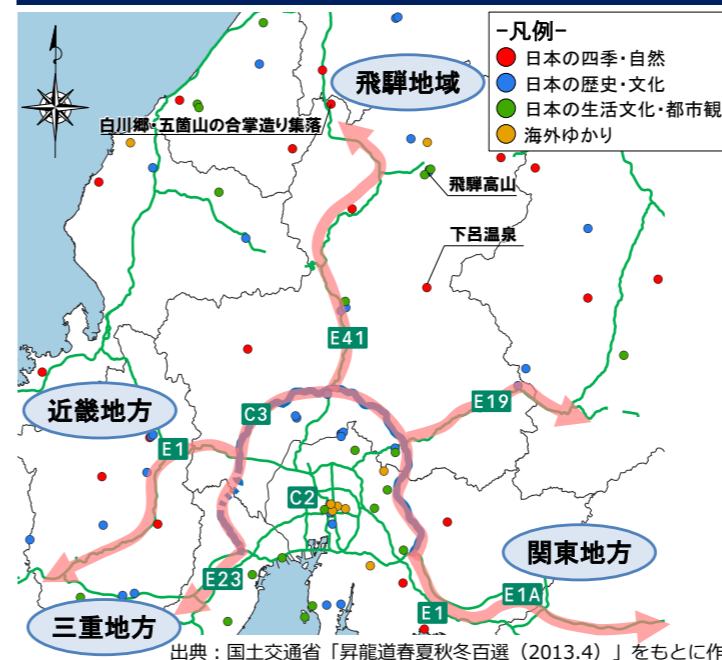 -凡例-
日本の四季・自然
日本の歴史・文化
日本の生活文化・都市観
海外ゆかり
飛騨地域
白川郷・五箇山の合掌造り集落
飛騨高山
下呂温泉
E41
近畿地方
C3
E19
E1
C2
関東地方
E23
E1
E1A
三重地方
出典：国土交通省「昇龍道春夏秋冬百選（2013.4）」をもとに作